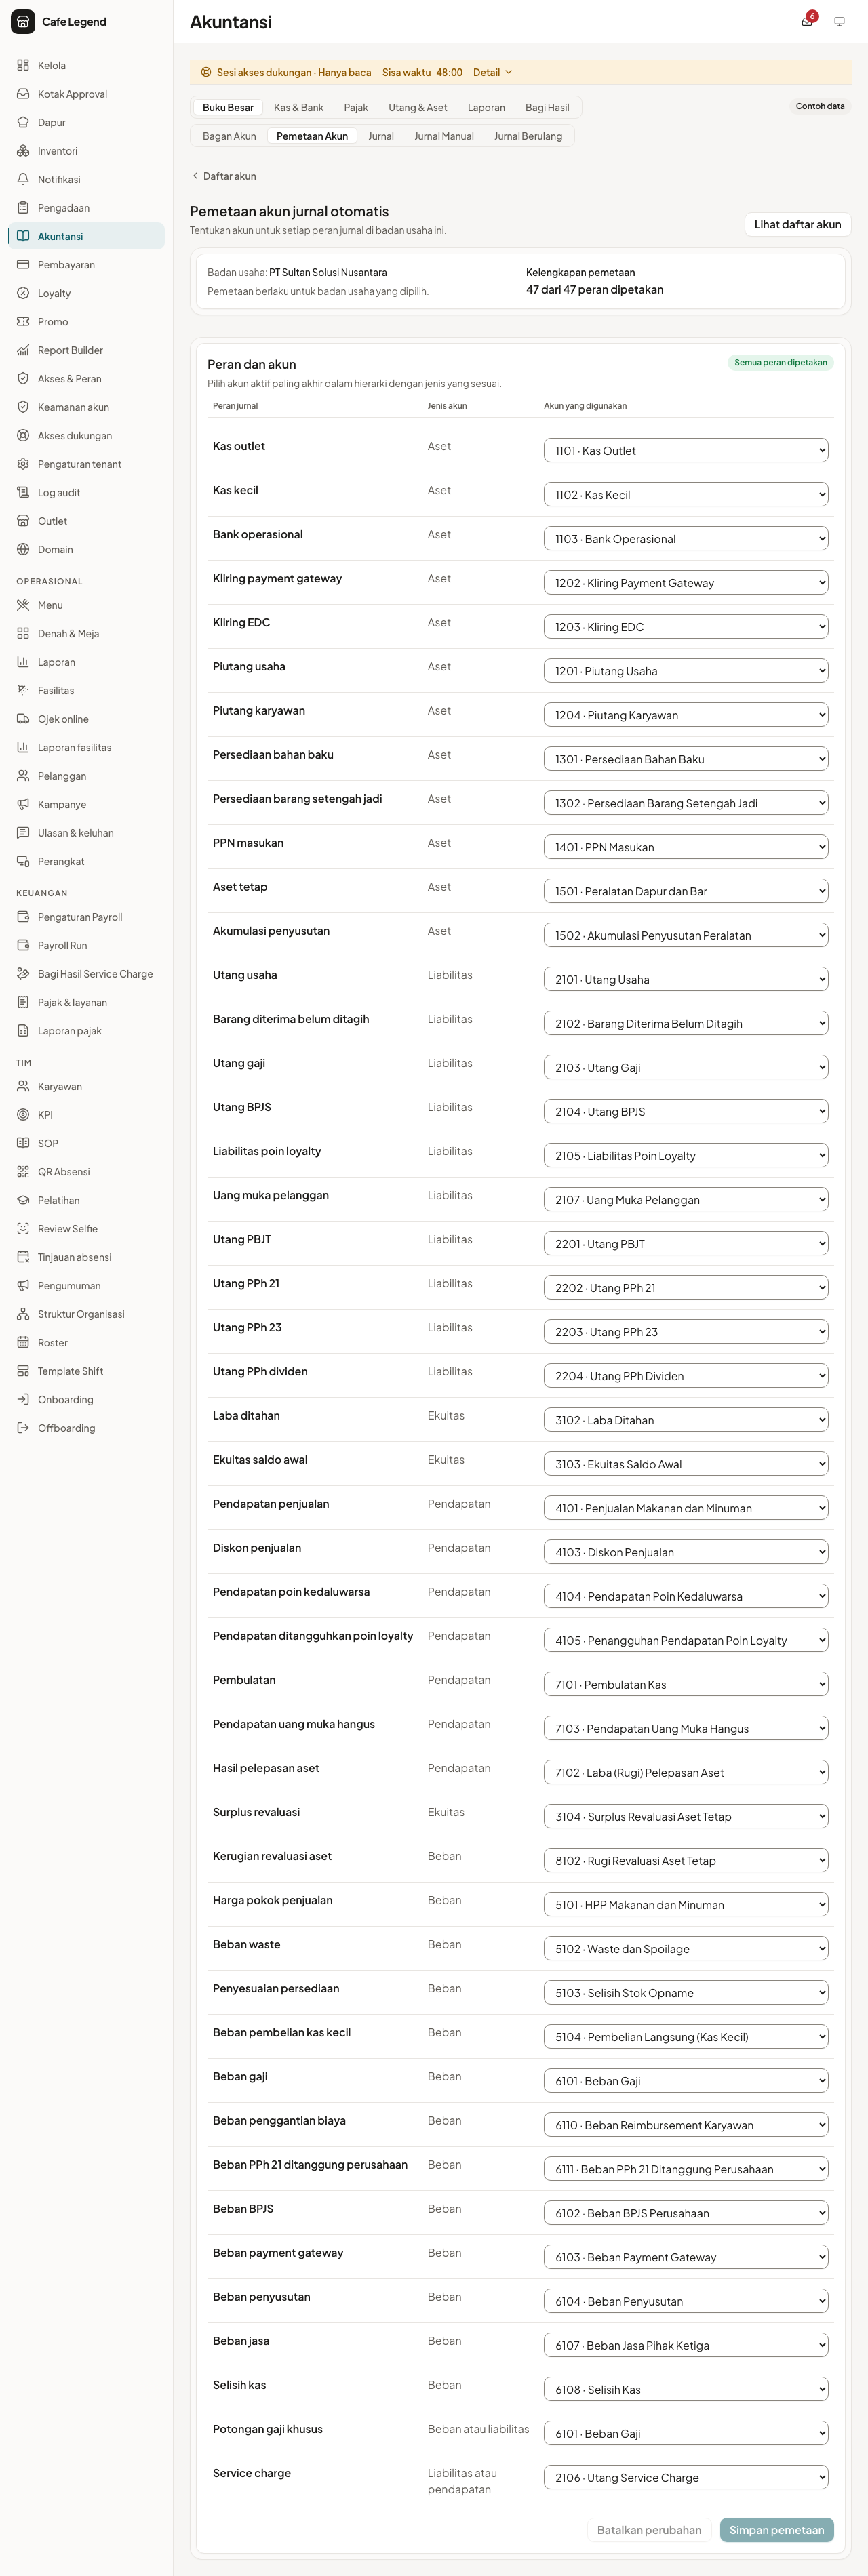 Cafe Legend
Kelola
Kotak Approval
Dapur
Inventori
Notifikasi
Pengadaan
Akuntansi
Pembayaran
Loyalty
Promo
Report Builder
Akses & Peran
Keamanan akun
Akses dukungan
Pengaturan tenant
Log audit
Outlet
Domain
OPERASIONAL
Menu
Denah & Meja
Laporan
Fasilitas
Ojek online
Laporan fasilitas
Pelanggan
Kampanye
Ulasan & keluhan
Perangkat
KEUANGAN
Pengaturan Payroll
Payroll Run
Bagi Hasil Service Charge
Pajak & layanan
Laporan pajak
TIM
Karyawan
KPI
SOP
QR Absensi
Pelatihan
Review Selfie
Tinjauan absensi
Pengumuman
Struktur Organisasi
Roster
Template Shift
Onboarding
Offboarding
Akuntansi
6
Sesi akses dukungan · Hanya baca Sisa waktu 48:00 Detail
Buku Besar Kas & Bank Pajak Utang & Aset Laporan Bagi Hasil
Contoh data
Bagan Akun Pemetaan Akun Jurnal Jurnal Manual Jurnal Berulang
Daftar akun
Pemetaan akun jurnal otomatis
Tentukan akun untuk setiap peran jurnal di badan usaha ini.
Lihat daftar akun
Badan usaha: PT Sultan Solusi Nusantara
Pemetaan berlaku untuk badan usaha yang dipilih.
Kelengkapan pemetaan
47 dari 47 peran dipetakan
Peran dan akun
Semua peran dipetakan
Pilih akun aktif paling akhir dalam hierarki dengan jenis yang sesuai.
Peran jurnal Jenis akun Akun yang digunakan
Kas outlet Aset 1101 · Kas Outlet
Kas kecil Aset 1102 · Kas Kecil
Bank operasional Aset 1103 · Bank Operasional
Kliring payment gateway Aset 1202 · Kliring Payment Gateway
Kliring EDC Aset 1203 · Kliring EDC
Piutang usaha Aset 1201 · Piutang Usaha
Piutang karyawan Aset 1204 · Piutang Karyawan
Persediaan bahan baku Aset 1301 · Persediaan Bahan Baku
Persediaan barang setengah jadi Aset 1302 · Persediaan Barang Setengah Jadi
PPN masukan Aset 1401 · PPN Masukan
Aset tetap Aset 1501 · Peralatan Dapur dan Bar
Akumulasi penyusutan Aset 1502 · Akumulasi Penyusutan Peralatan
Utang usaha Liabilitas 2101 · Utang Usaha
Barang diterima belum ditagih Liabilitas 2102 · Barang Diterima Belum Ditagih
Utang gaji Liabilitas 2103 · Utang Gaji
Utang BPJS Liabilitas 2104 · Utang BPJS
Liabilitas poin loyalty Liabilitas 2105 · Liabilitas Poin Loyalty
Uang muka pelanggan Liabilitas 2107 · Uang Muka Pelanggan
Utang PBJT Liabilitas 2201 · Utang PBJT
Utang PPh 21 Liabilitas 2202 · Utang PPh 21
Utang PPh 23 Liabilitas 2203 · Utang PPh 23
Utang PPh dividen Liabilitas 2204 · Utang PPh Dividen
Laba ditahan Ekuitas 3102 · Laba Ditahan
Ekuitas saldo awal Ekuitas 3103 · Ekuitas Saldo Awal
Pendapatan penjualan Pendapatan 4101 · Penjualan Makanan dan Minuman
Diskon penjualan Pendapatan 4103 · Diskon Penjualan
Pendapatan poin kedaluwarsa Pendapatan 4104 · Pendapatan Poin Kedaluwarsa
Pendapatan ditangguhkan poin loyalty Pendapatan 4105 · Penangguhan Pendapatan Poin Loyalty
Pembulatan Pendapatan 7101 · Pembulatan Kas
Pendapatan uang muka hangus Pendapatan 7103 · Pendapatan Uang Muka Hangus
Hasil pelepasan aset Pendapatan 7102 · Laba (Rugi) Pelepasan Aset
Surplus revaluasi Ekuitas 3104 · Surplus Revaluasi Aset Tetap
Kerugian revaluasi aset Beban 8102 · Rugi Revaluasi Aset Tetap
Harga pokok penjualan Beban 5101 · HPP Makanan dan Minuman
Beban waste Beban 5102 · Waste dan Spoilage
Penyesuaian persediaan Beban 5103 · Selisih Stok Opname
Beban pembelian kas kecil Beban 5104 · Pembelian Langsung (Kas Kecil)
Beban gaji Beban 6101 · Beban Gaji
Beban penggantian biaya Beban 6110 · Beban Reimbursement Karyawan
Beban PPh 21 ditanggung perusahaan Beban 6111 · Beban PPh 21 Ditanggung Perusahaan
Beban BPJS Beban 6102 · Beban BPJS Perusahaan
Beban payment gateway Beban 6103 · Beban Payment Gateway
Beban penyusutan Beban 6104 · Beban Penyusutan
Beban jasa Beban 6107 · Beban Jasa Pihak Ketiga
Selisih kas Beban 6108 · Selisih Kas
Potongan gaji khusus Beban atau liabilitas 6101 · Beban Gaji
Service charge Liabilitas atau pendapatan 2106 · Utang Service Charge
Batalkan perubahan Simpan pemetaan